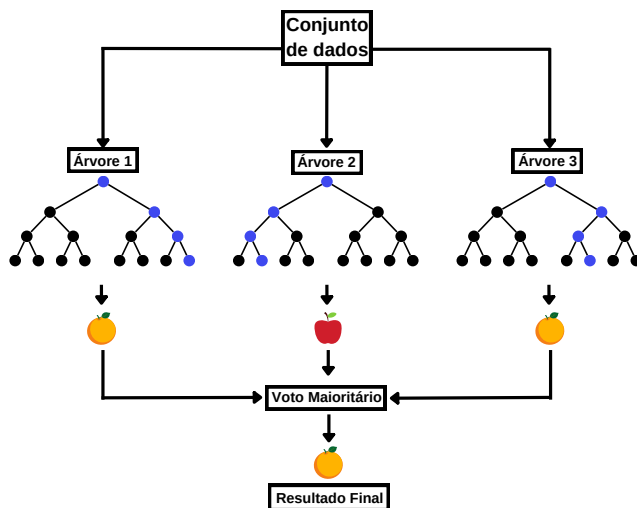 Conjunto
de dados
Árvore 1
Árvore 2
Árvore 3
Voto Maioritário
Resultado Final